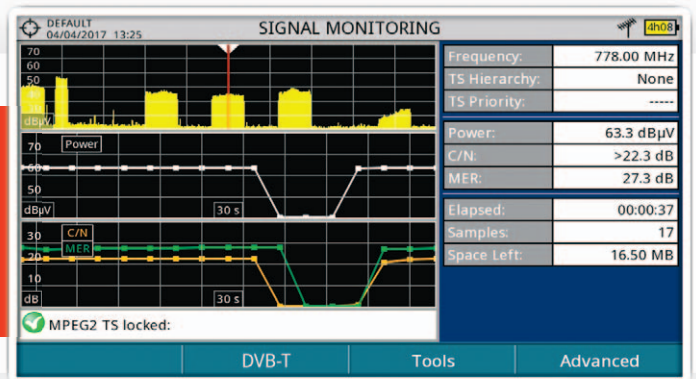 DEFAULT
04/04/2017 13:25
SIGNAL MONITORING
4h08
70
60
50
dBµV
70
Power
60
50
dBµV
30 s
30
C/N
MER
20
10
dB
30 s
MPEG2 TS locked:
Frequency: 778.00 MHz
TS Hierarchy: None
TS Priority: -----
Power: 63.3 dBµV
C/N: >22.3 dB
MER: 27.3 dB
Elapsed: 00:00:37
Samples: 17
Space Left: 16.50 MB
DVB-T
Tools
Advanced